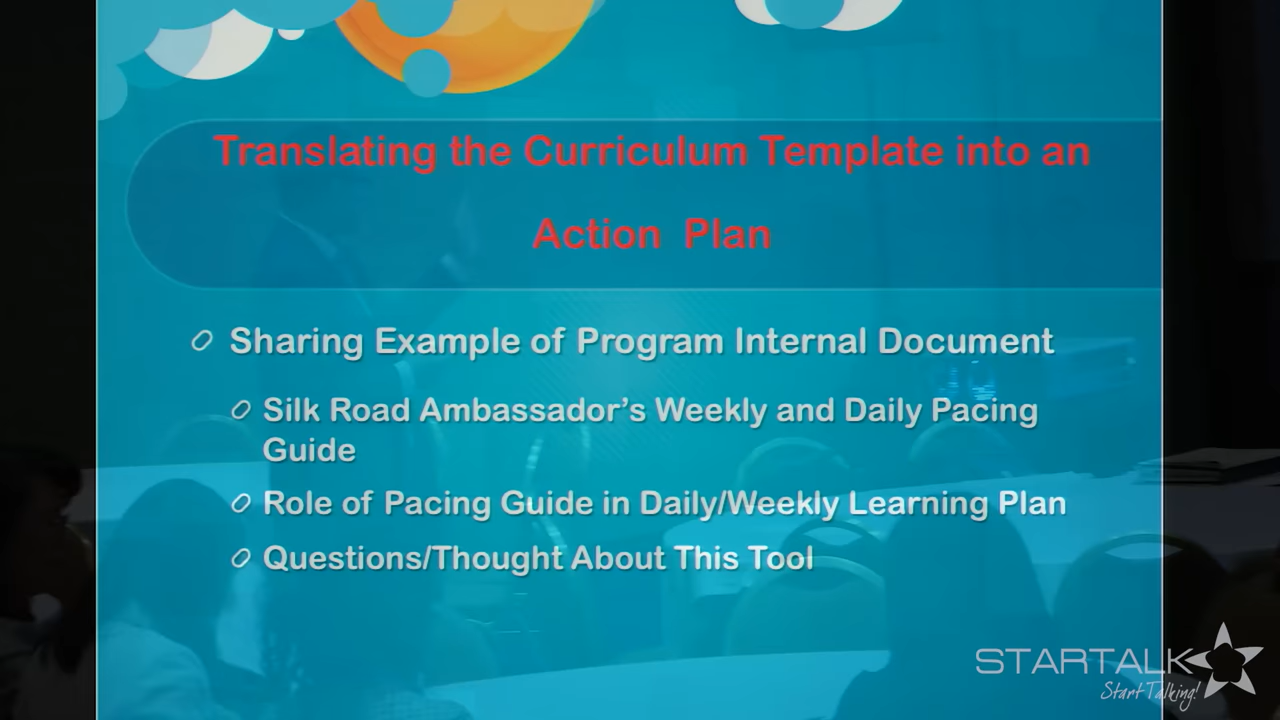 Translating the Curriculum Template into an
Action Plan
Sharing Example of Program Internal Document
Silk Road Ambassador’s Weekly and Daily Pacing
Guide
Role of Pacing Guide in Daily/Weekly Learning Plan
Questions/Thought About This Tool
STARTALK
Start Talking!